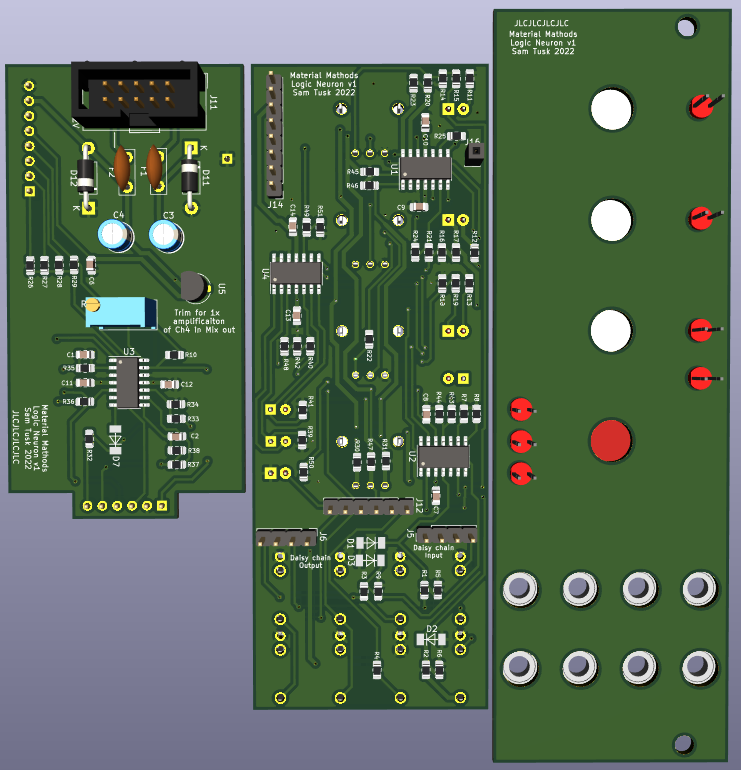 J11
K
K
D12
F2
F1
D11
C4
C3
R26
R27
R28
R29
C6
U5
Trim for 1x
amplificaiton
of Ch4 In Mix out
U3
C1
R35
C11
R36
R10
C12
R34
R33
C2
R38
R37
R32
D7
Material Mathods
Logic Neuron v1
Sam Tusk 2022
JLCJLCJLCJLC
Material Mathods
Logic Neuron v1
Sam Tusk 2022
R23
R20
R14
R15
R11
C10
R25
J16
U1
R45
R46
J14
C9
C14
R49
R51
R24
R21
R16
R17
R12
U4
R18
R19
R13
C13
R22
R48
R42
R40
R41
R39
R50
C8
R44
R43
R7
R8
R30
R47
R31
U2
C7
J12
J6
J5
Daisy chain
Output
Daisy chain
Input
D1
D3
R3
R9
R1
R5
D2
R4
R2
R6
JLCJLCJLCJLC
Material Mathods
Logic Neuron v1
Sam Tusk 2022